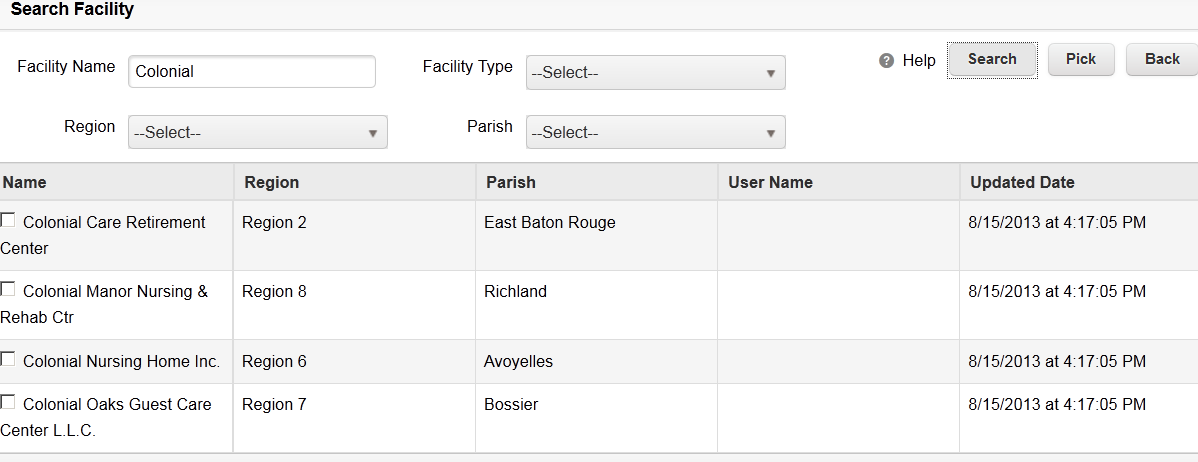 Search Facility
Facility Name Colonial Facility Type --Select-- Help Search Pick Back
Region --Select-- Parish --Select--
Name Region Parish User Name Updated Date
Colonial Care Retirement Region 2 East Baton Rouge 8/15/2013 at 4:17:05 PM
Center
Colonial Manor Nursing & Region 8 Richland 8/15/2013 at 4:17:05 PM
Rehab Ctr
Colonial Nursing Home Inc. Region 6 Avoyelles 8/15/2013 at 4:17:05 PM
Colonial Oaks Guest Care Region 7 Bossier 8/15/2013 at 4:17:05 PM
Center L.L.C.